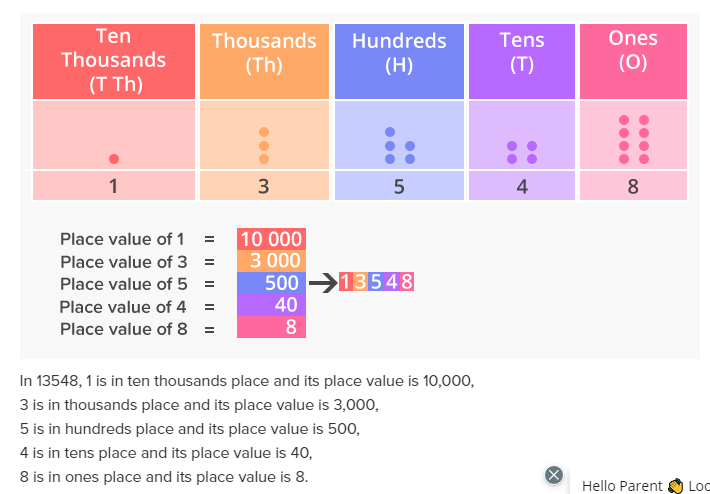 Ten Thousands (T Th) Thousands (Th) Hundreds (H) Tens (T) Ones (O)
1 3 5 4 8
Place value of 1 = 10 000
Place value of 3 = 3 000
Place value of 5 = 500 → 13548
Place value of 4 = 40
Place value of 8 = 8
In 13548, 1 is in ten thousands place and its place value is 10,000,
3 is in thousands place and its place value is 3,000,
5 is in hundreds place and its place value is 500,
4 is in tens place and its place value is 40,
8 is in ones place and its place value is 8.
Hello Parent 👏 Loc